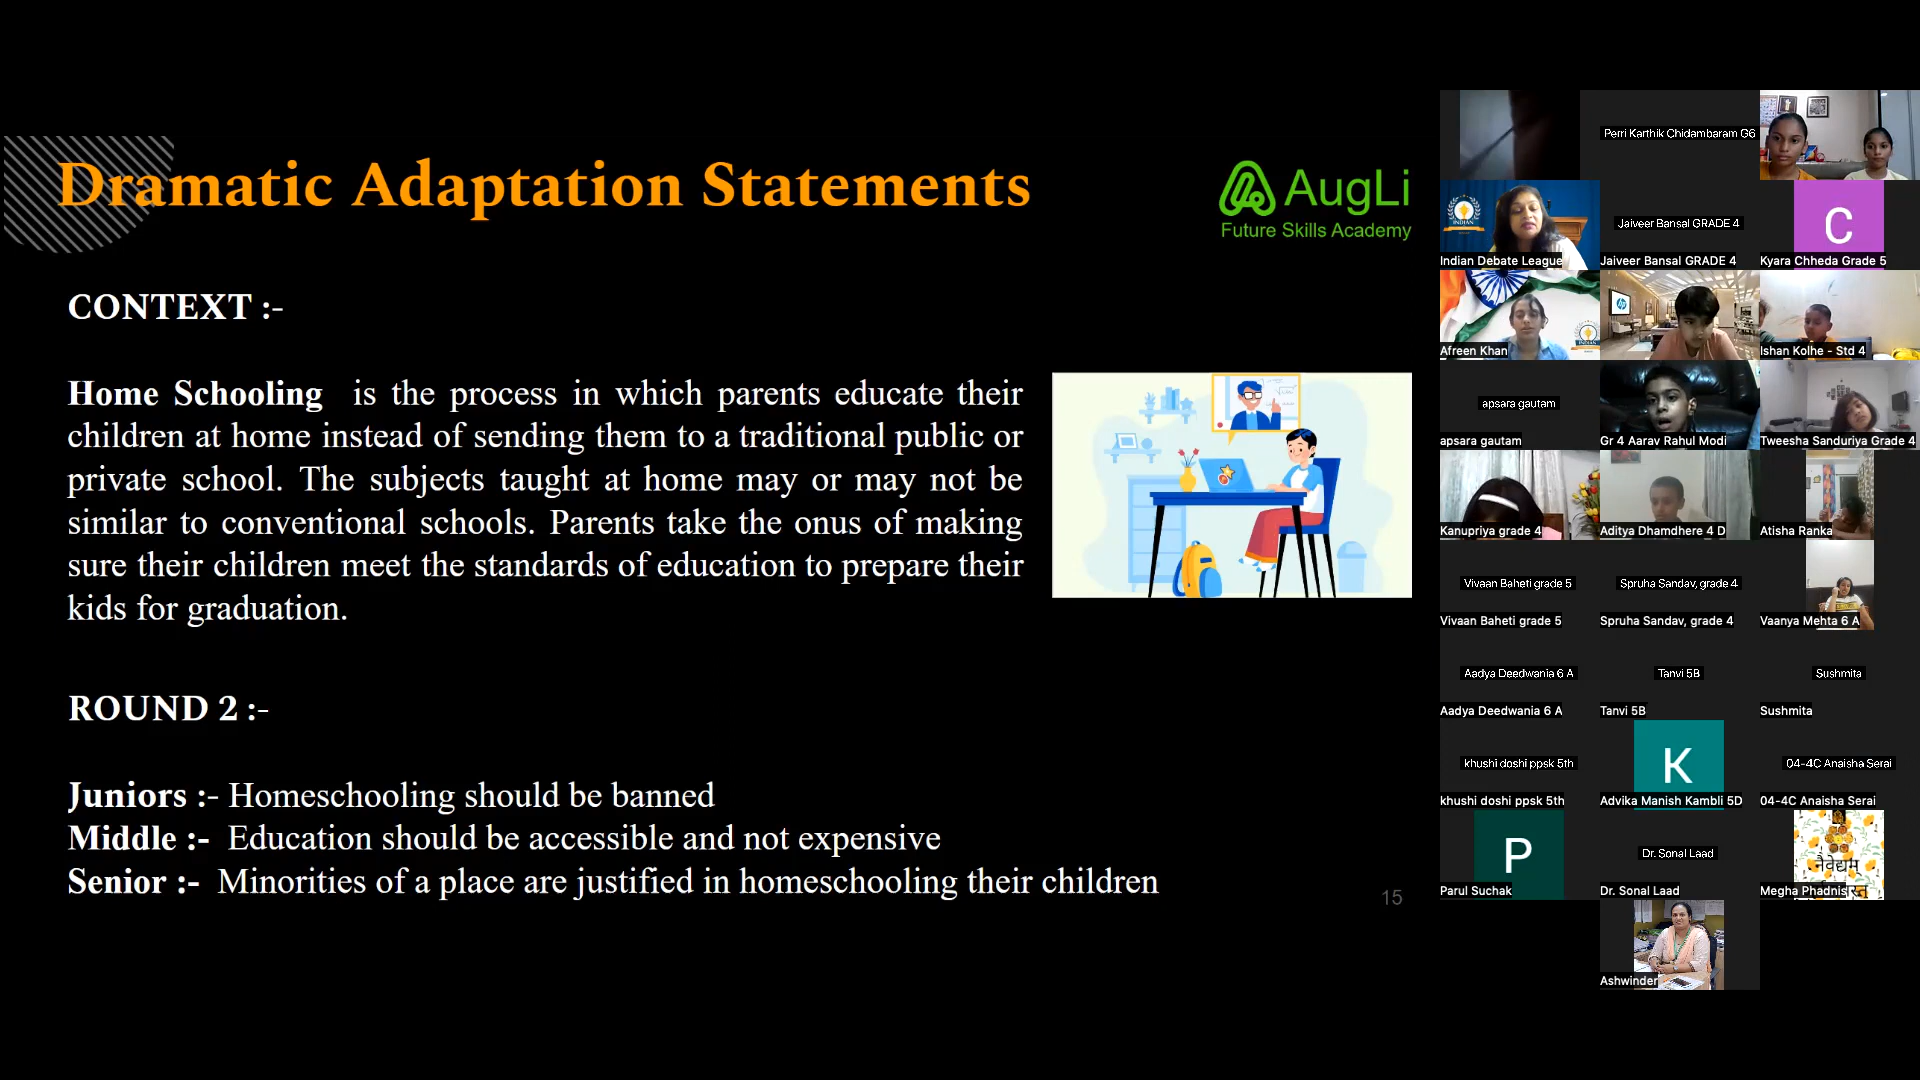 Dramatic Adaptation Statements
AugLi
Future Skills Academy
CONTEXT :-
Home Schooling is the process in which parents educate their
children at home instead of sending them to a traditional public or
private school. The subjects taught at home may or may not be
similar to conventional schools. Parents take the onus of making
sure their children meet the standards of education to prepare their
kids for graduation.
ROUND 2 :-
Juniors :- Homeschooling should be banned
Middle :- Education should be accessible and not expensive
Senior :- Minorities of a place are justified in homeschooling their children
15
Perri Karthik Chidambaram G6
INDIAN
Indian Debate League
Jaiveer Bansal GRADE 4
Jaiveer Bansal GRADE 4
C
Kyara Chheda Grade 5
Afreen Khan
hp
Ishan Kolhe - Std 4
apsara gautam
apsara gautam
Gr 4 Aarav Rahul Modi
Tweesha Sanduriya Grade 4
Kanupriya grade 4
Aditya Dhamdhere 4 D
Atisha Ranka
Vivaan Baheti grade 5
Vivaan Baheti grade 5
Spruha Sandav, grade 4
Spruha Sandav, grade 4
Vaanya Mehta 6 A
Aadya Deedwania 6 A
Aadya Deedwania 6 A
Tanvi 5B
Tanvi 5B
Sushmita
Sushmita
khushi doshi ppsk 5th
khushi doshi ppsk 5th
K
Advika Manish Kambli 5D
04-4C Anaisha Serai
04-4C Anaisha Serai
P
Parul Suchak
Dr. Sonal Laad
Dr. Sonal Laad
नैवेद्यम्
Megha Phadnis
Ashwinder